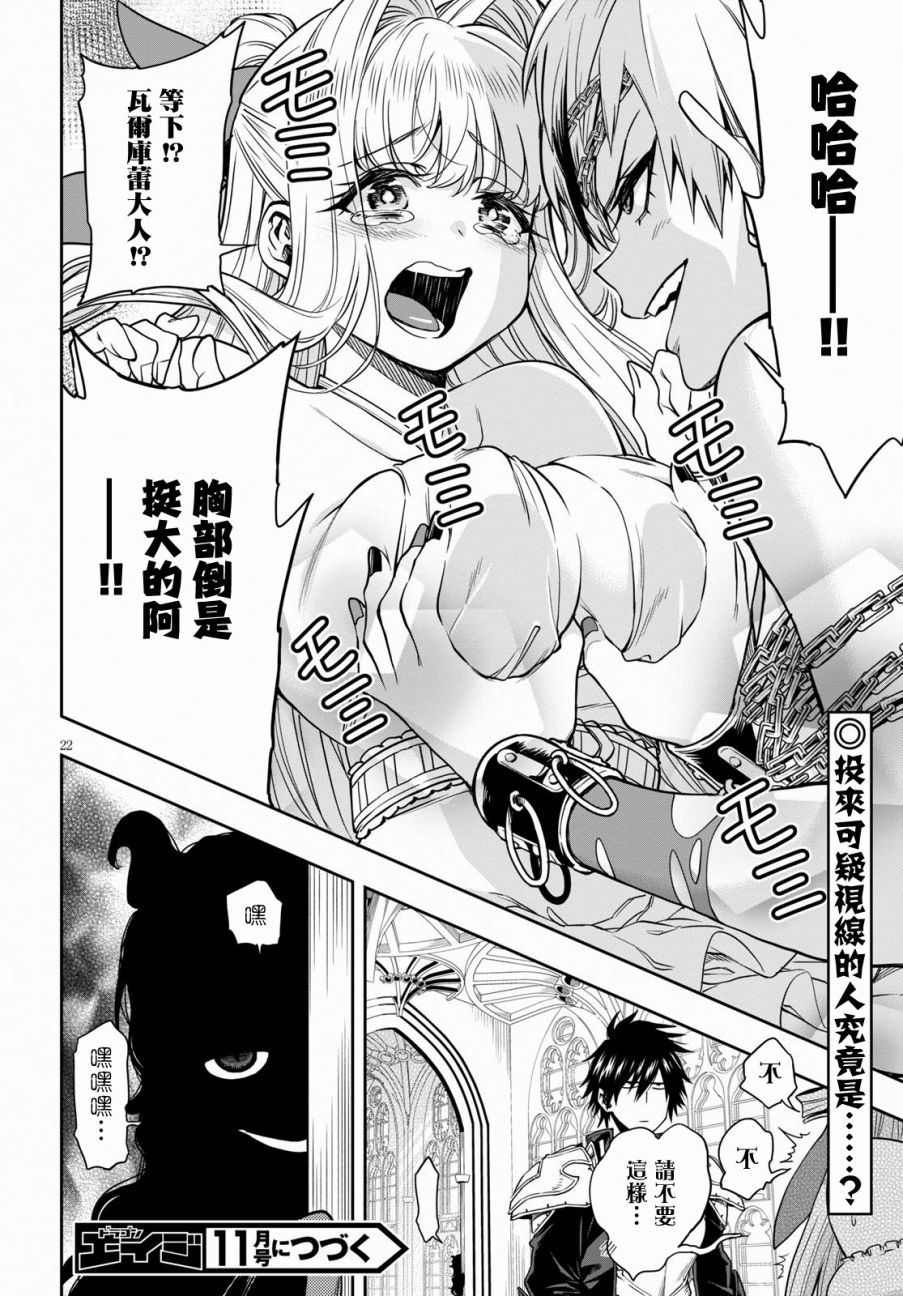 哈哈哈——!!
モミ
モミ
等下!?
瓦爾庫蕾大人!?
モミ
モミ
モミ
胸部倒是
挺大的阿
——!!
◎投來可疑視線的人究竟是……?
22
不
不
請不要
這樣…
嘿
嘿嘿嘿…
ドラゴン
エイジ
11月号につづく